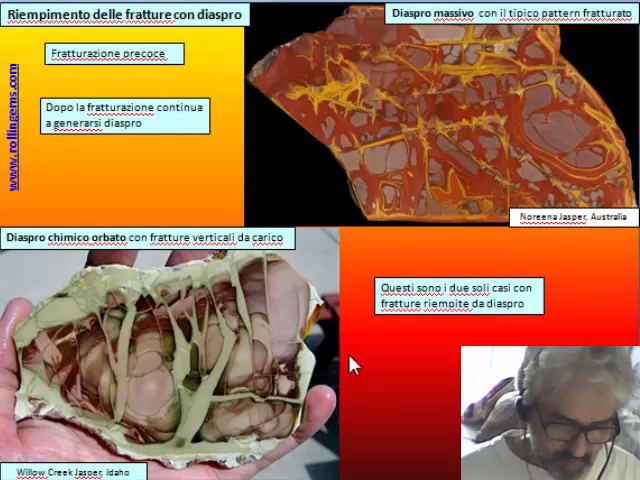 Riempimento delle fratture con diaspro
Diaspro massivo con il tipico pattern fratturato
Fratturazione precoce
Dopo la fratturazione continua
a generarsi diaspro
www.rollingems.com
Noreena Jasper, Australia
Diaspro chimico orbato con fratture verticali da carico
Questi sono i due soli casi con
fratture riempite da diaspro
Willow Creek Jasper, Idaho